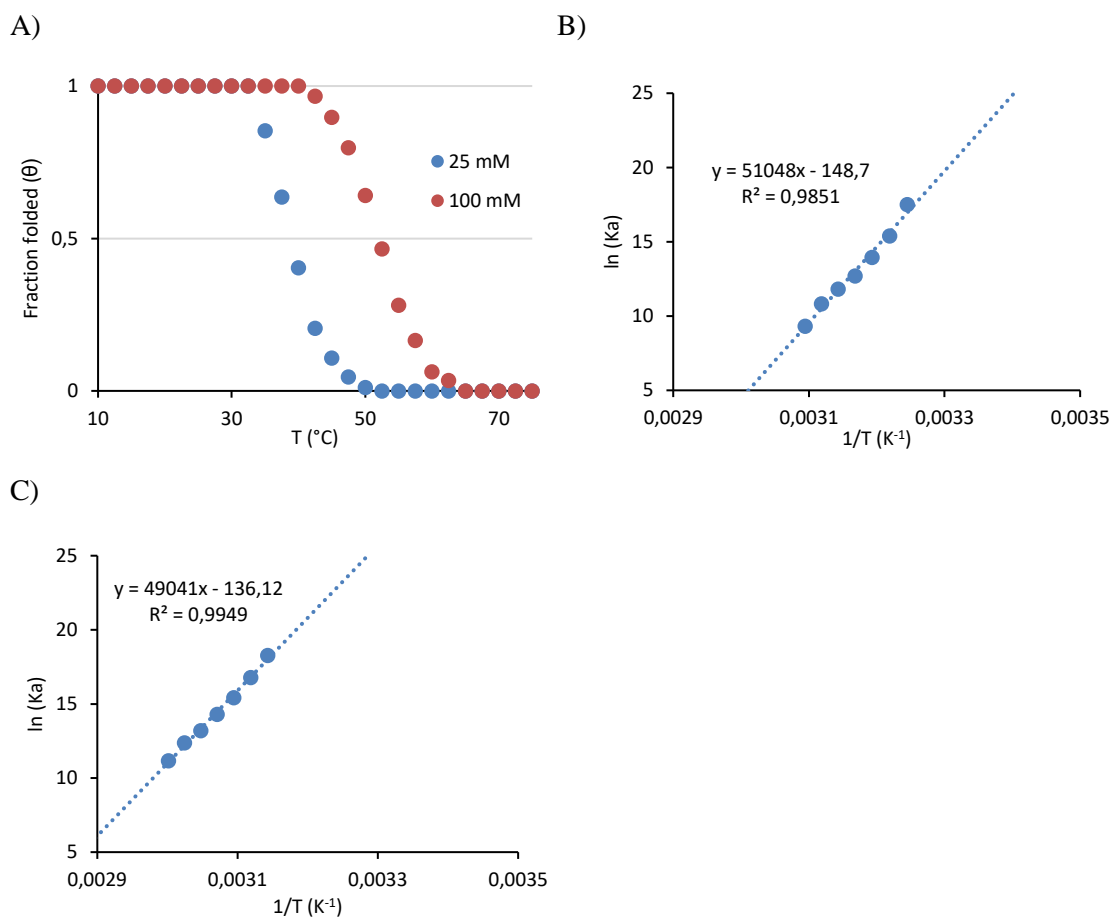 A)
B)
1
0,5
0
Fraction folded (θ)
25 mM
100 mM
10
30
50
70
T (°C)
25
20
15
10
5
ln (Ka)
y = 51048x - 148,7
R² = 0,9851
0,0029
0,0031
0,0033
0,0035
1/T (K⁻¹)
C)
25
20
15
10
5
ln (Ka)
y = 49041x - 136,12
R² = 0,9949
0,0029
0,0031
0,0033
0,0035
1/T (K⁻¹)